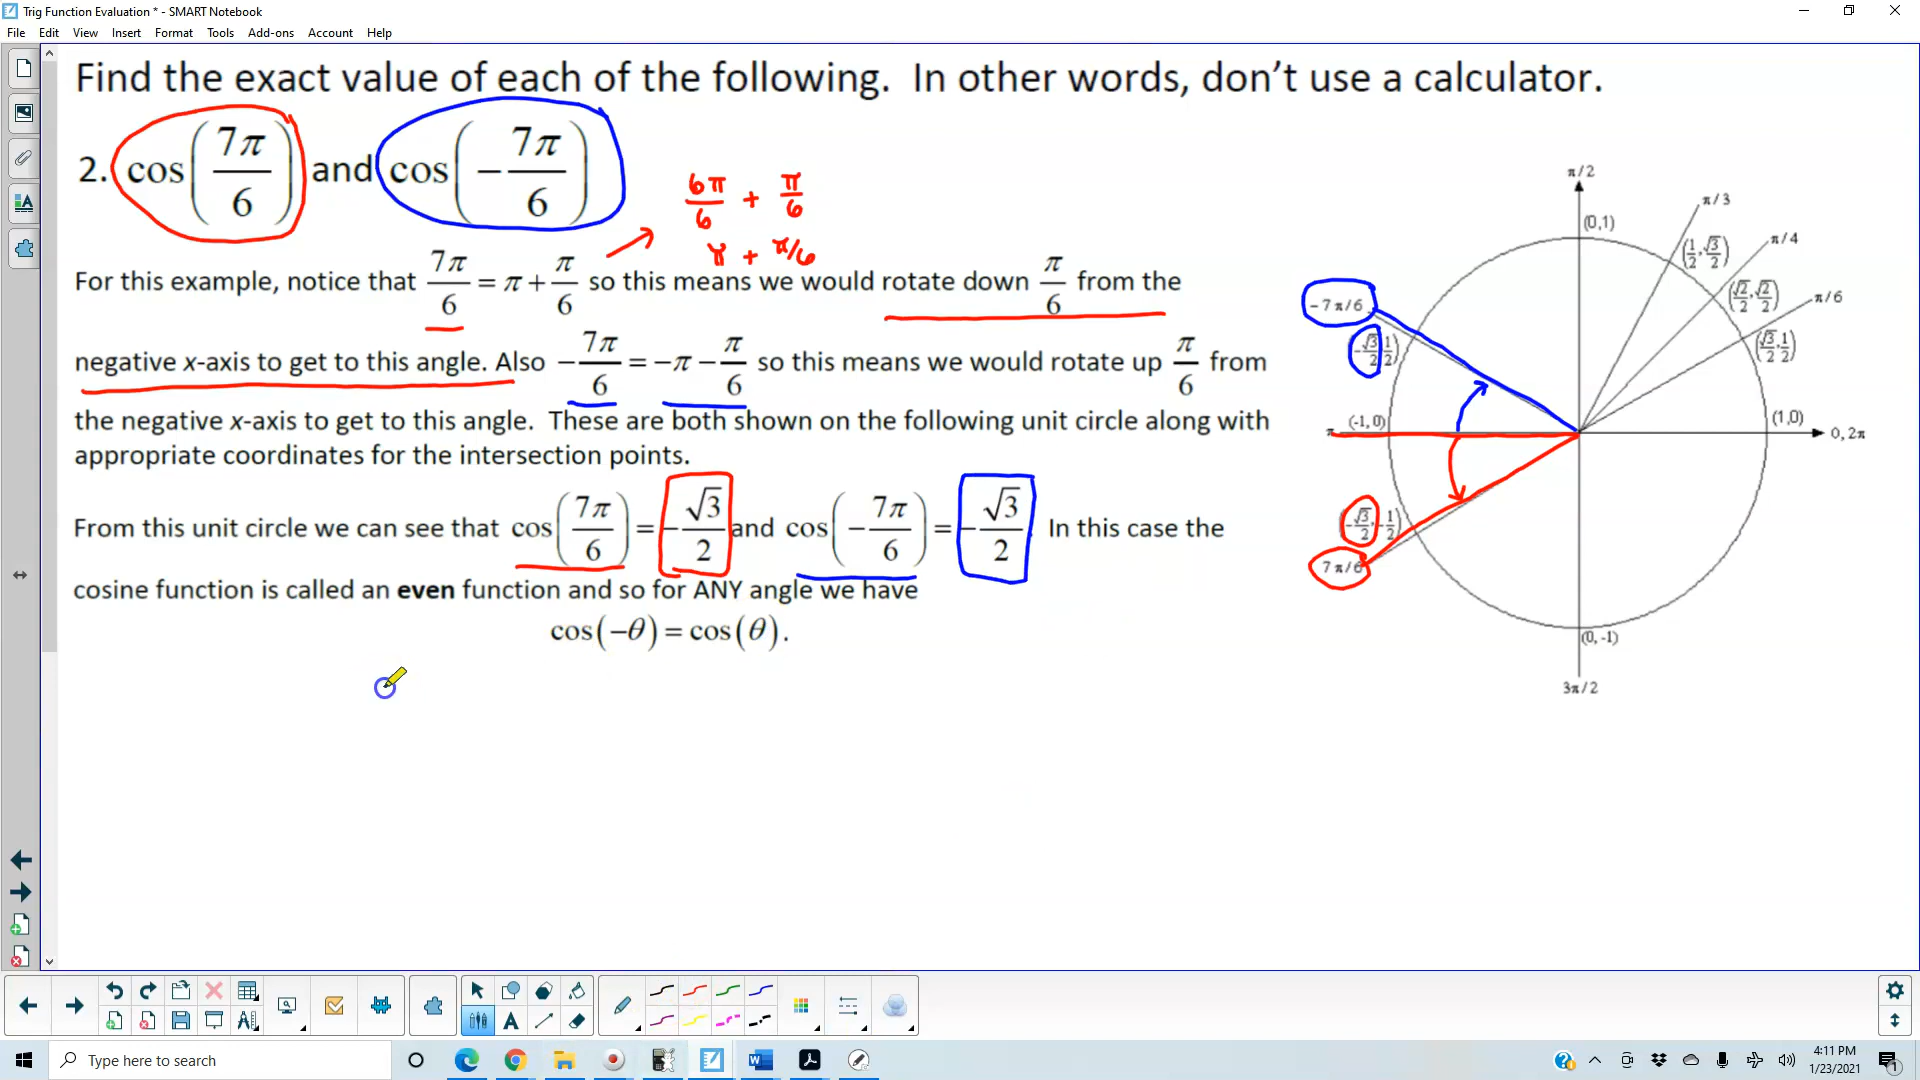 Trig Function Evaluation * - SMART Notebook
File Edit View Insert Format Tools Add-ons Account Help
Find the exact value of each of the following. In other words, don't use a calculator.
2. cos(7π/6) and cos(−7π/6)
6π/6 + π/6
π + π/6
For this example, notice that 7π/6 = π + π/6 so this means we would rotate down π/6 from the
negative x-axis to get to this angle. Also −7π/6 = −π − π/6 so this means we would rotate up π/6 from
the negative x-axis to get to this angle. These are both shown on the following unit circle along with
appropriate coordinates for the intersection points.
From this unit circle we can see that cos(7π/6) = −√3/2 and cos(−7π/6) = −√3/2 In this case the
cosine function is called an even function and so for ANY angle we have
cos(−θ) = cos(θ).
π/2
π/3
(0,1)
π/4
(1/2, √3/2)
(√2/2, √2/2)
π/6
−7π/6
(√3/2, 1/2)
(−√3/2, 1/2)
(-1, 0)
(1,0)
π
0, 2π
(−√3/2, −1/2)
7π/6
(0, -1)
3π/2
Type here to search
4:11 PM
1/23/2021
1